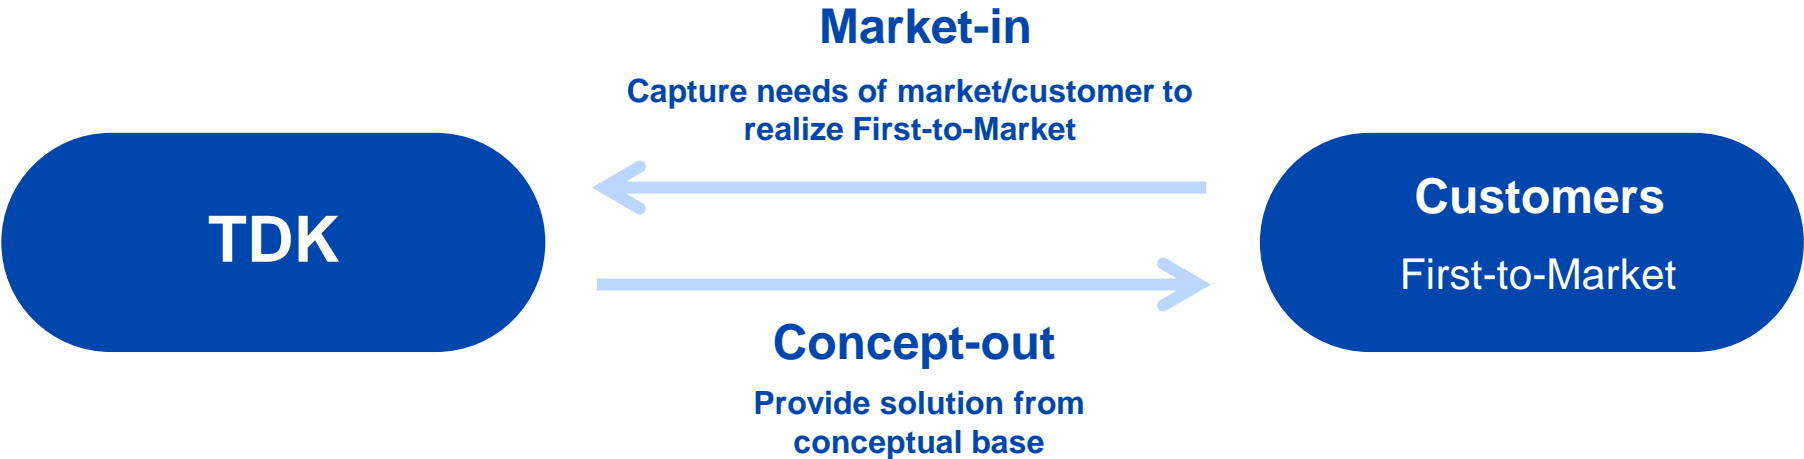 Market-in
Capture needs of market/customer to
realize First-to-Market
TDK
Customers
First-to-Market
Concept-out
Provide solution from
conceptual base